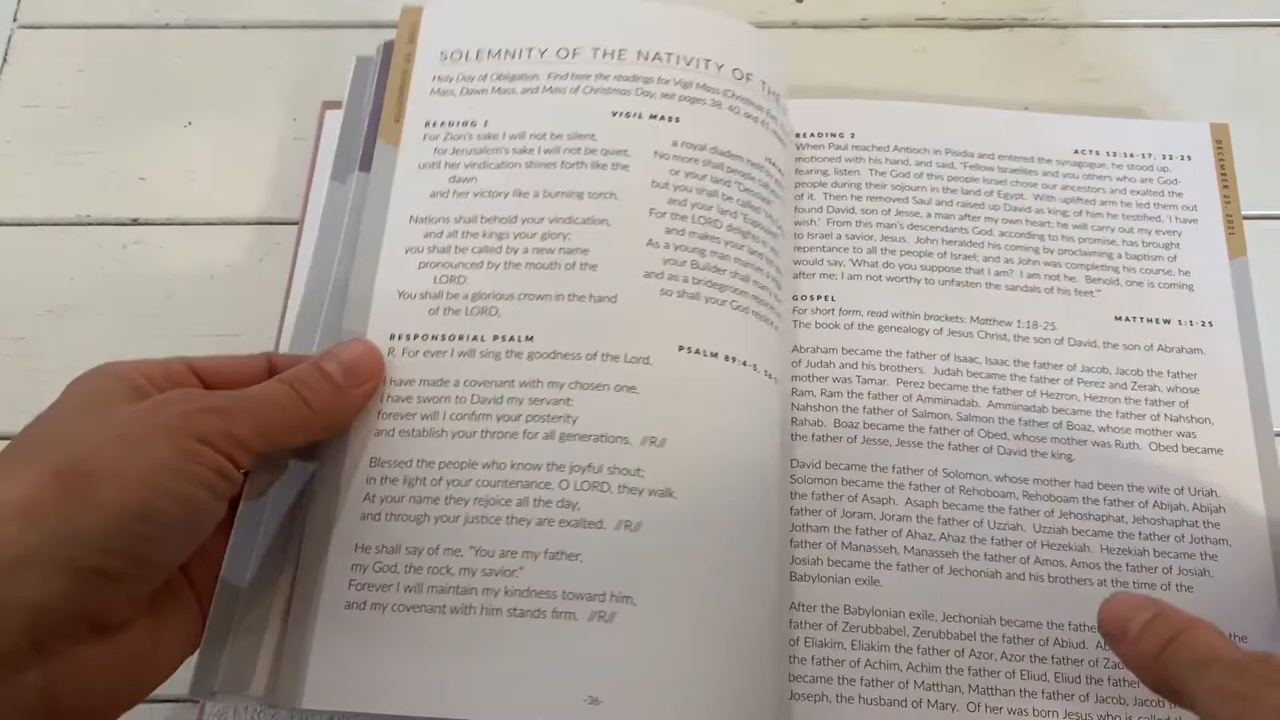 SOLEMNITY OF THE NATIVITY OF THE
Holy Day of Obligation. Find here the readings for Vigil Mass (Christmas Eve).
Mass, Dawn Mass, and Mass of Christmas Day, see pages 38, 40, and
VIGIL MASS
READING 1
For Zion's sake I will not be silent,
for Jerusalem's sake I will not be quiet,
until her vindication shines forth like the
dawn
and her victory like a burning torch.
Nations shall behold your vindication,
and all the kings your glory;
you shall be called by a new name
pronounced by the mouth of the
LORD.
You shall be a glorious crown in the hand
of the LORD,
a royal diadem held
No more shall people call
or your land
but you shall be called
and your land
For the LORD delights in
and makes your land
As a young man marries a
your Builder shall marry
and as a bridegroom rejoices
so shall your God rejoice
RESPONSORIAL PSALM
PSALM 89:4-5, 16-
R. For ever I will sing the goodness of the Lord.
I have made a covenant with my chosen one,
I have sworn to David my servant:
forever will I confirm your posterity
and establish your throne for all generations. //R//
Blessed the people who know the joyful shout;
in the light of your countenance, O LORD, they walk.
At your name they rejoice all the day,
and through your justice they are exalted. //R//
He shall say of me, "You are my father,
my God, the rock, my savior."
Forever I will maintain my kindness toward him,
and my covenant with him stands firm. //R//
-36-
DECEMBER 25, 2021
READING 2
ACTS 13:16-17, 22-25
When Paul reached Antioch in Pisidia and entered the synagogue, he stood up,
motioned with his hand, and said, "Fellow Israelites and you others who are God-
fearing, listen. The God of this people Israel chose our ancestors and exalted the
people during their sojourn in the land of Egypt. With uplifted arm he led them out
of it. Then he removed Saul and raised up David as king; of him he testified, 'I have
found David, son of Jesse, a man after my own heart; he will carry out my every
wish.' From this man's descendants God, according to his promise, has brought
to Israel a savior, Jesus. John heralded his coming by proclaiming a baptism of
repentance to all the people of Israel; and as John was completing his course, he
would say, 'What do you suppose that I am? I am not he. Behold, one is coming
after me; I am not worthy to unfasten the sandals of his feet.'"
GOSPEL
MATTHEW 1:1-25
For short form, read within brackets: Matthew 1:18-25.
The book of the genealogy of Jesus Christ, the son of David, the son of Abraham.
Abraham became the father of Isaac, Isaac the father of Jacob, Jacob the father
of Judah and his brothers. Judah became the father of Perez and Zerah, whose
mother was Tamar. Perez became the father of Hezron, Hezron the father of
Ram, Ram the father of Amminadab. Amminadab became the father of Nahshon,
Nahshon the father of Salmon, Salmon the father of Boaz, whose mother was
Rahab. Boaz became the father of Obed, whose mother was Ruth. Obed became
the father of Jesse, Jesse the father of David the king.
David became the father of Solomon, whose mother had been the wife of Uriah.
Solomon became the father of Rehoboam, Rehoboam the father of Abijah, Abijah
the father of Asaph. Asaph became the father of Jehoshaphat, Jehoshaphat the
father of Joram, Joram the father of Uzziah. Uzziah became the father of Jotham,
Jotham the father of Ahaz, Ahaz the father of Hezekiah. Hezekiah became the
father of Manasseh, Manasseh the father of Amos, Amos the father of Josiah.
Josiah became the father of Jechoniah and his brothers at the time of the
Babylonian exile.
After the Babylonian exile, Jechoniah became the father the
father of Zerubbabel, Zerubbabel the father of Abiud.
of Eliakim, Eliakim the father of Azor, Azor the father of
the father of Achim, Achim the father of Eliud, Eliud the father
became the father of Matthan, Matthan the father of Jacob, Jacob
Joseph, the husband of Mary. Of her was born Jesus who is called